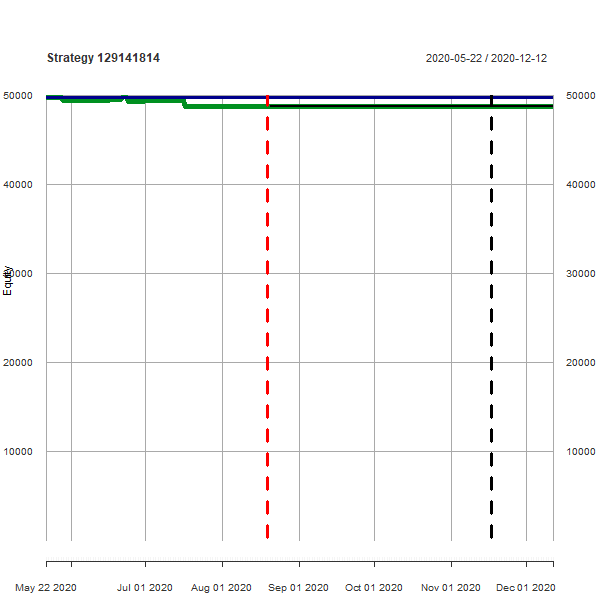 Strategy 129141814 2020-05-22 / 2020-12-12
50000 50000
40000 40000
Equity 30000 30000
20000 20000
10000 10000
May 22 2020 Jul 01 2020 Aug 01 2020 Sep 01 2020 Oct 01 2020 Nov 01 2020 Dec 01 2020